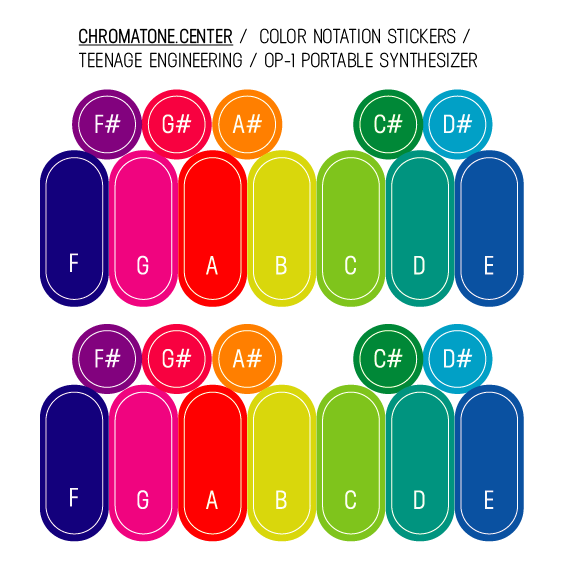 CHROMATONE.CENTER / COLOR NOTATION STICKERS /
TEENAGE ENGINEERING / OP-1 PORTABLE SYNTHESIZER
F# G# A# C# D#
F G A B C D E
F# G# A# C# D#
F G A B C D E